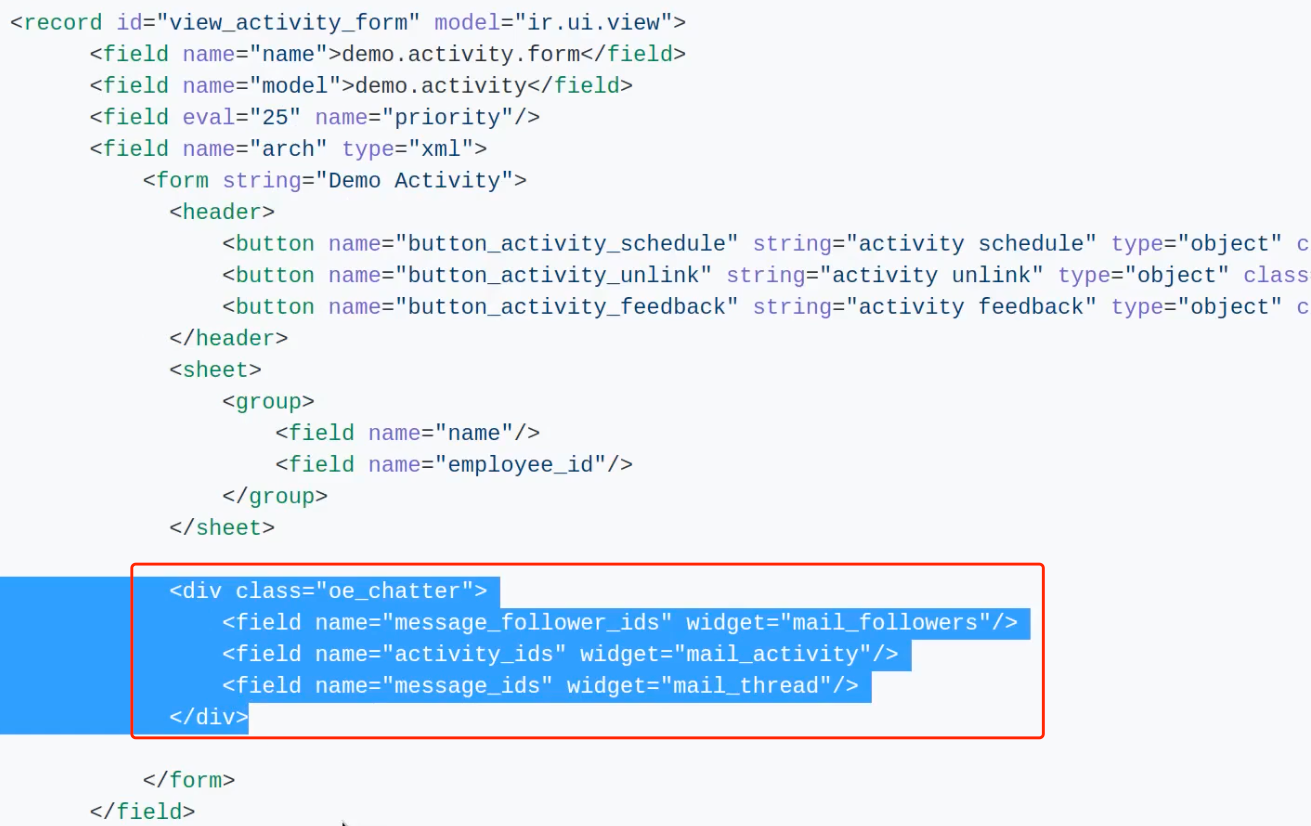 <record id="view_activity_form" model="ir.ui.view">
<field name="name">demo.activity.form</field>
<field name="model">demo.activity</field>
<field eval="25" name="priority"/>
<field name="arch" type="xml">
<form string="Demo Activity">
<header>
<button name="button_activity_schedule" string="activity schedule" type="object" c
<button name="button_activity_unlink" string="activity unlink" type="object" class
<button name="button_activity_feedback" string="activity feedback" type="object" c
</header>
<sheet>
<group>
<field name="name"/>
<field name="employee_id"/>
</group>
</sheet>
<div class="oe_chatter">
<field name="message_follower_ids" widget="mail_followers"/>
<field name="activity_ids" widget="mail_activity"/>
<field name="message_ids" widget="mail_thread"/>
</div>
</form>
</field>